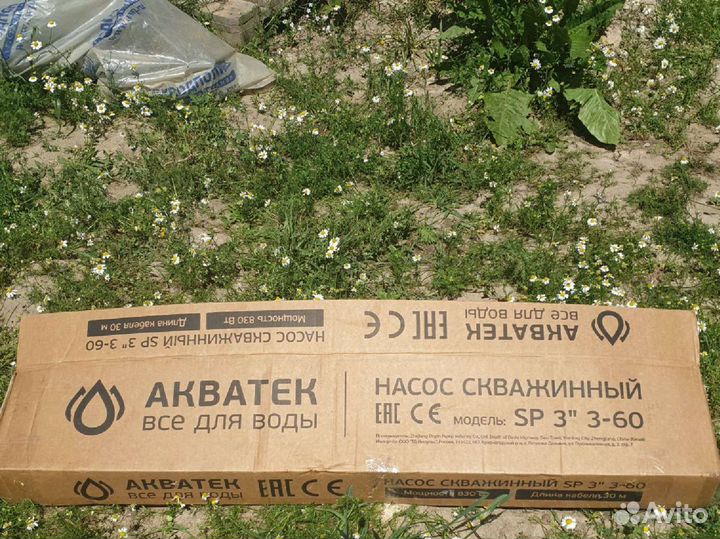 Мощность 830 Вт
Длина кабеля 30 м
НАСОС СКВАЖИННЫЙ SP 3" 3-60
EAC CE
АКВАТЕК
ВСЕ ДЛЯ ВОДЫ
АКВАТЕК
ВСЕ ДЛЯ ВОДЫ
НАСОС СКВАЖИННЫЙ
EAC CE МОДЕЛЬ: SP 3" 3-60
АКВАТЕК
ВСЕ ДЛЯ ВОДЫ
EAC CE
НАСОС СКВАЖИННЫЙ SP 3" 3-60
Мощность 830
Длина кабеля 30 м
Avito